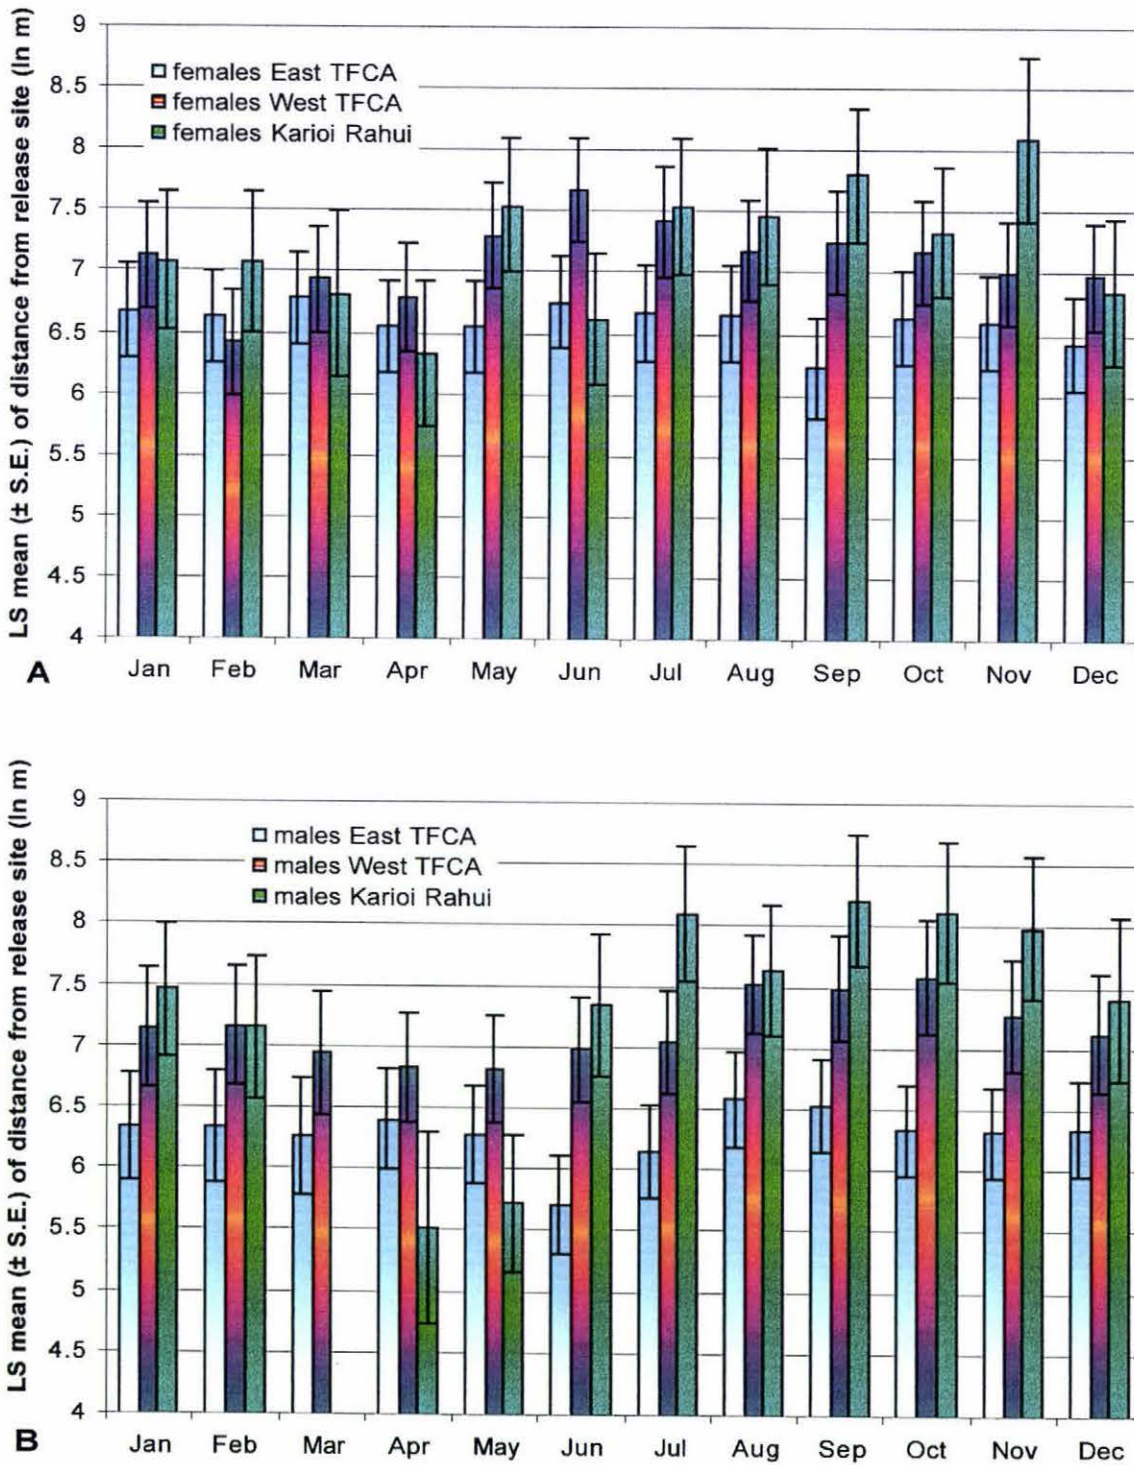 LS mean (± S.E.) of distance from release site (ln m)
9
8.5
8
7.5
7
6.5
6
5.5
5
4.5
4
females East TFCA
females West TFCA
females Karioi Rahui
A
Jan Feb Mar Apr May Jun Jul Aug Sep Oct Nov Dec
LS mean (± S.E.) of distance from release site (ln m)
9
8.5
8
7.5
7
6.5
6
5.5
5
4.5
4
males East TFCA
males West TFCA
males Karioi Rahui
B
Jan Feb Mar Apr May Jun Jul Aug Sep Oct Nov Dec